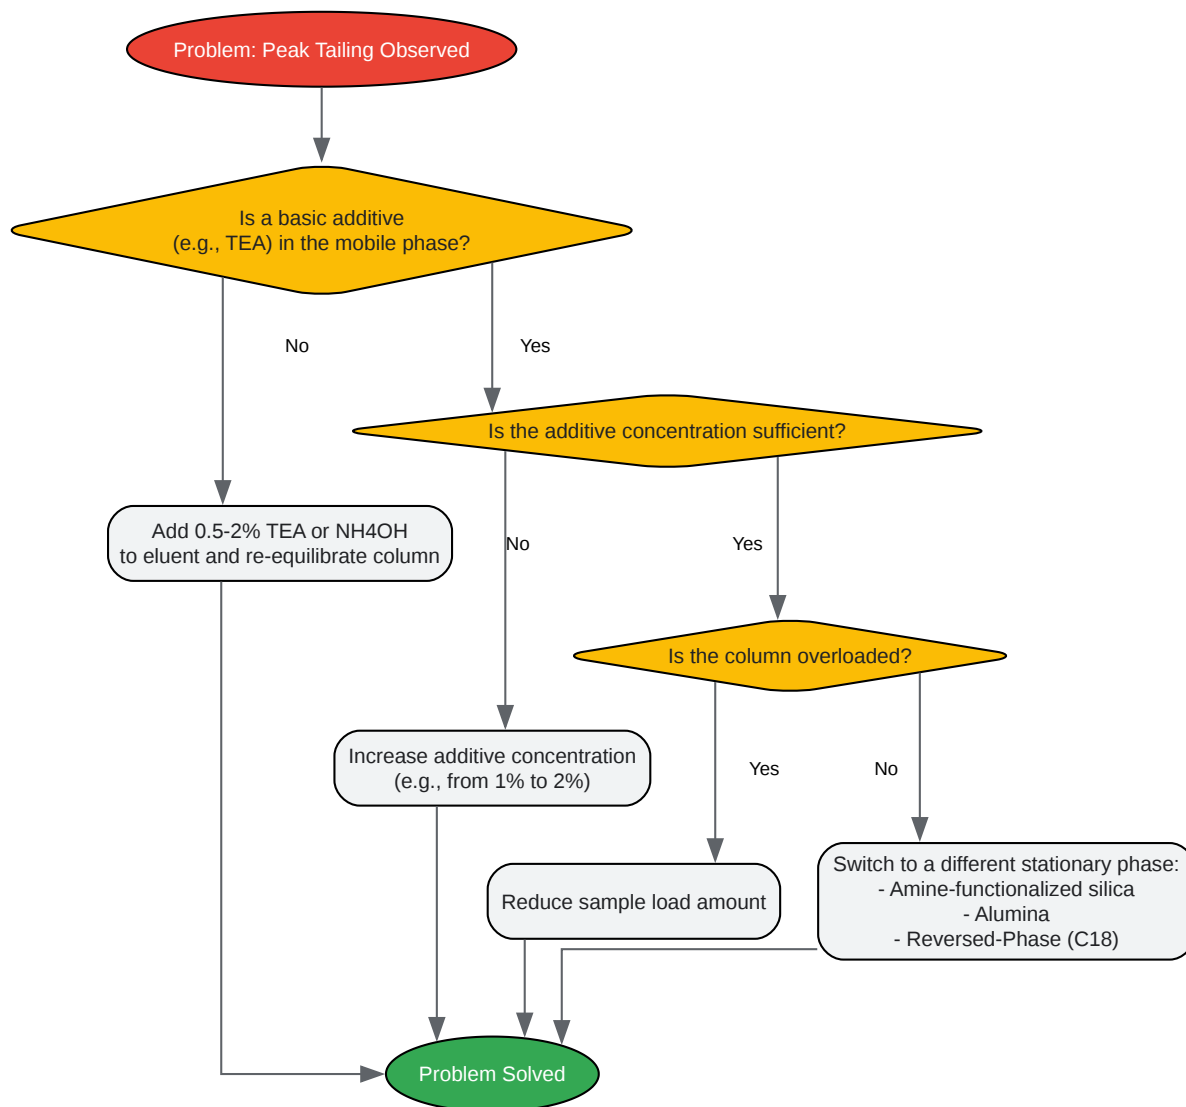 Problem: Peak Tailing Observed
Is a basic additive
(e.g., TEA) in the mobile phase?
No
Yes
Is the additive concentration sufficient?
Add 0.5-2% TEA or NH4OH
to eluent and re-equilibrate column
No
Yes
Is the column overloaded?
Increase additive concentration
(e.g., from 1% to 2%)
Yes
No
Switch to a different stationary phase:
- Amine-functionalized silica
- Alumina
- Reversed-Phase (C18)
Reduce sample load amount
Problem Solved